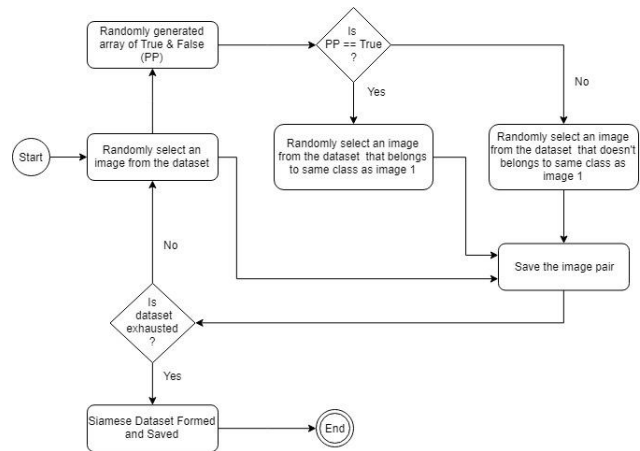 Randomly generated
array of True & False
(PP)
Is
PP == True
?
No
Yes
Start
Randomly select an
image from the dataset
Randomly select an image
from the dataset that belongs
to same class as image 1
Randomly select an image
from the dataset that doesn't
belongs to same class as
image 1
No
Save the image pair
Is
dataset
exhausted
?
Yes
Siamese Dataset Formed
and Saved
End